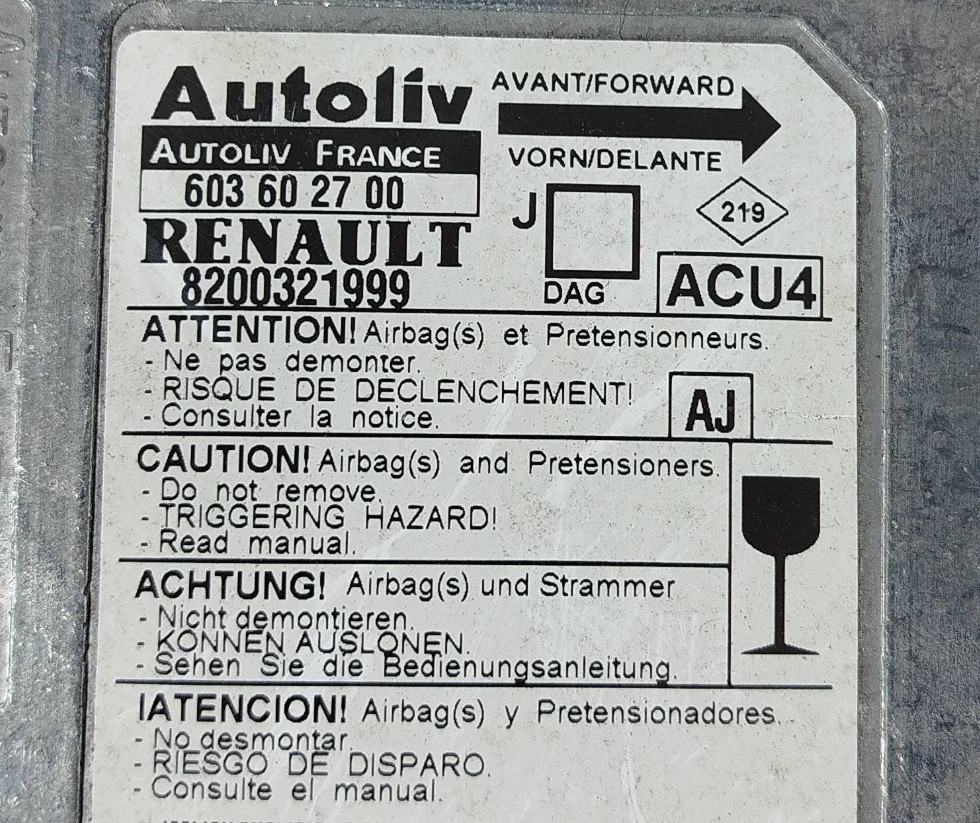 Autoliv
AVANT/FORWARD
AUTOLIV FRANCE
VORN/DELANTE
603 60 27 00
J
219
RENAULT
8200321999
DAG
ACU4
ATTENTION! Airbag(s) et Pretensionneurs.
- Ne pas demonter.
- RISQUE DE DECLENCHEMENT!
- Consulter la notice.
AJ
CAUTION! Airbag(s) and Pretensioners.
- Do not remove.
- TRIGGERING HAZARD!
- Read manual.
ACHTUNG! Airbag(s) und Strammer
- Nicht demontieren.
- KONNEN AUSLONEN.
- Sehen Sie die Bedienungsanleitung.
IATENCION! Airbag(s) y Pretensionadores.
- No desmontar.
- RIESGO DE DISPARO.
- Consulte el manual.